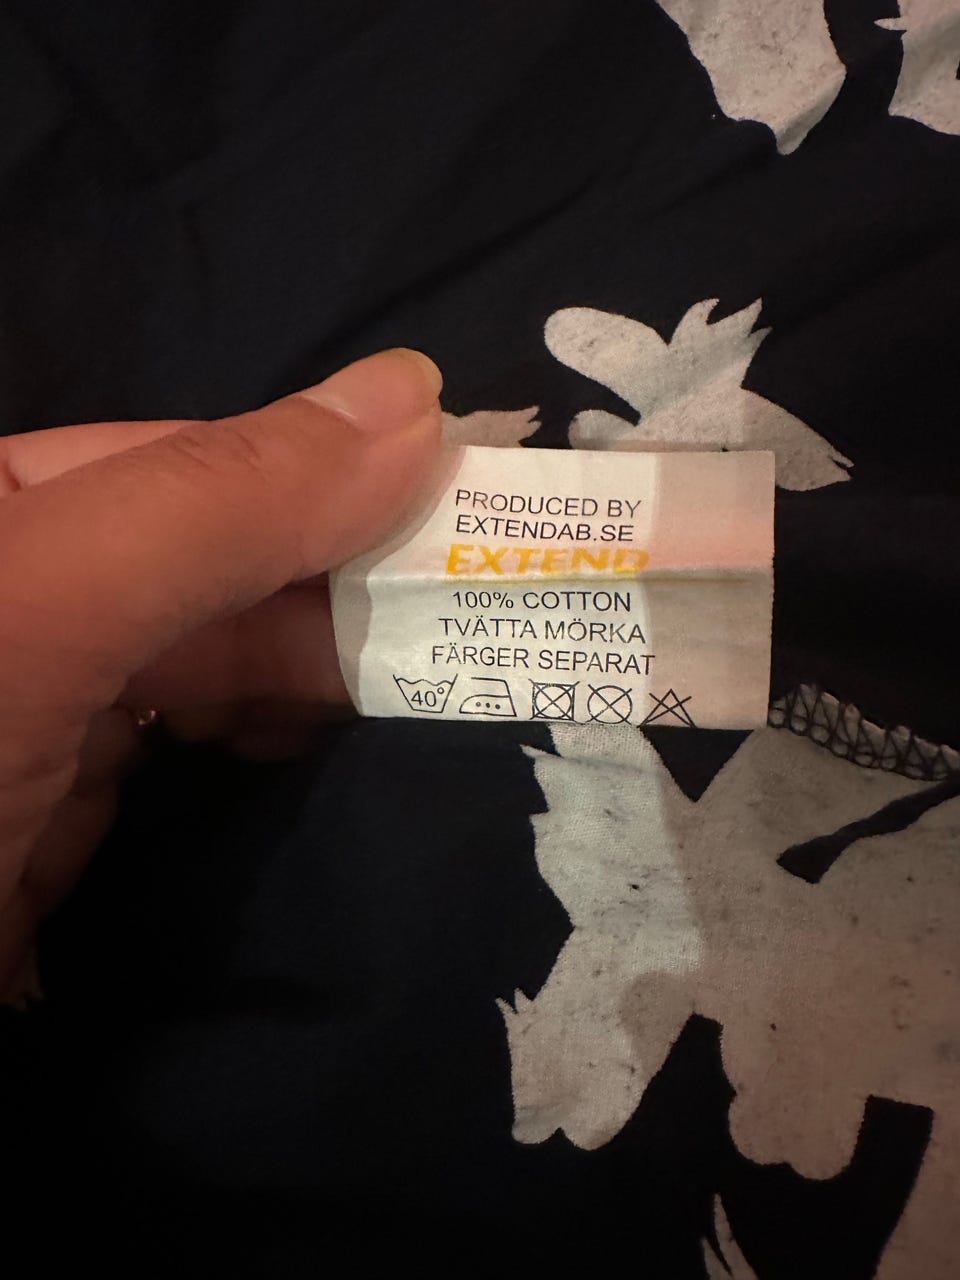 PRODUCED BY
EXTENDAB.SE
EXTEND
100% COTTON
TVÄTTA MÖRKA
FÄRGER SEPARAT
40°